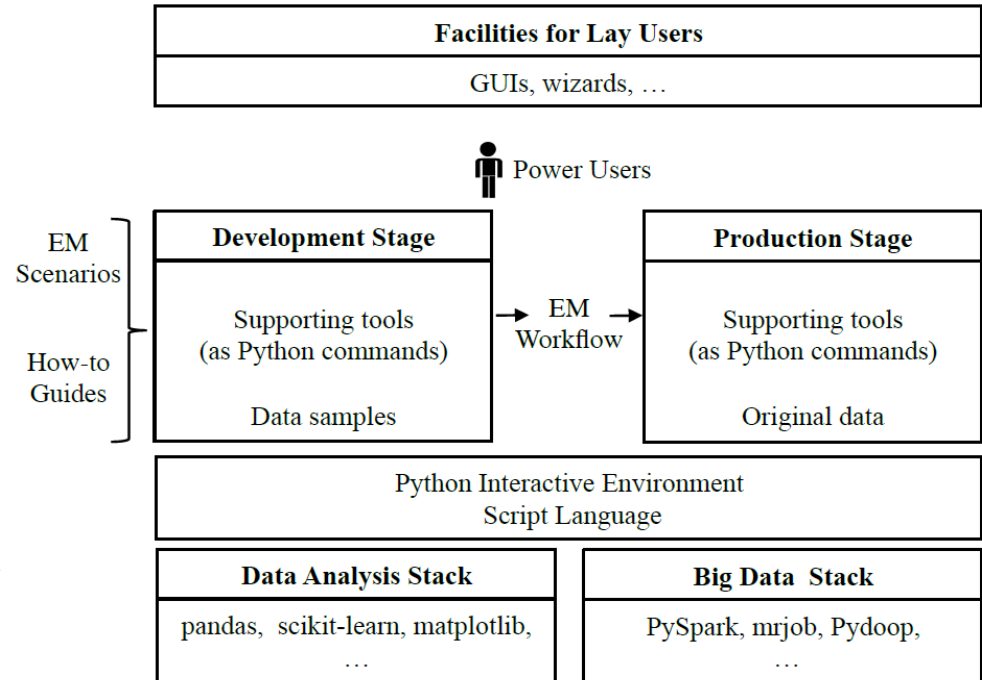 Facilities for Lay Users
GUIs, wizards, …
Power Users
EM
Scenarios
How-to
Guides
Development Stage
Supporting tools
(as Python commands)
Data samples
EM
Workflow
Production Stage
Supporting tools
(as Python commands)
Original data
Python Interactive Environment
Script Language
Data Analysis Stack
pandas, scikit-learn, matplotlib,
…
Big Data Stack
PySpark, mrjob, Pydoop,
…